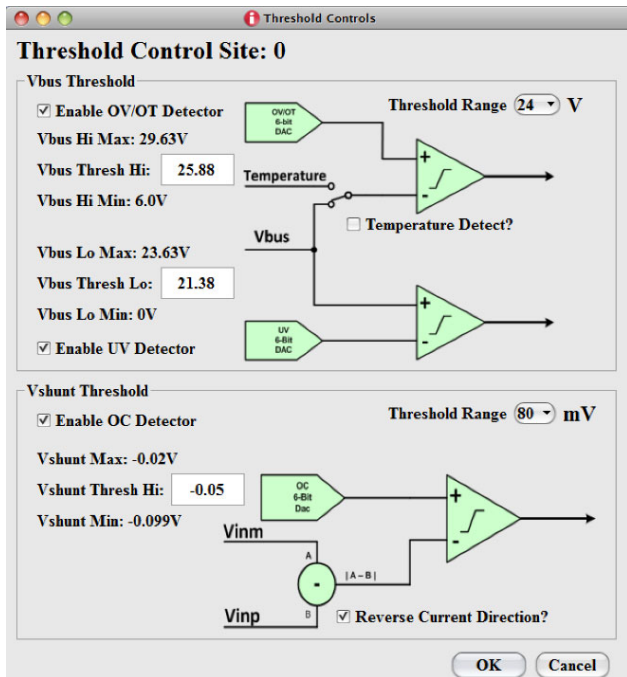 Threshold Controls
Threshold Control Site: 0
Vbus Threshold
Enable OV/OT Detector
OV/OT
6-bit
DAC
Threshold Range 24 V
Vbus Hi Max: 29.63V
Vbus Thresh Hi: 25.88
Temperature
+
-
Vbus Hi Min: 6.0V
Temperature Detect?
Vbus
Vbus Lo Max: 23.63V
Vbus Thresh Lo: 21.38
+
-
Vbus Lo Min: 0V
UV
6-Bit
DAC
Enable UV Detector
Vshunt Threshold
Enable OC Detector
Threshold Range 80 mV
Vshunt Max: -0.02V
Vshunt Thresh Hi: -0.05
OC
6-Bit
Dac
+
-
Vshunt Min: -0.099V
Vinm
A
-
|A-B|
B
Vinp
Reverse Current Direction?
OK Cancel